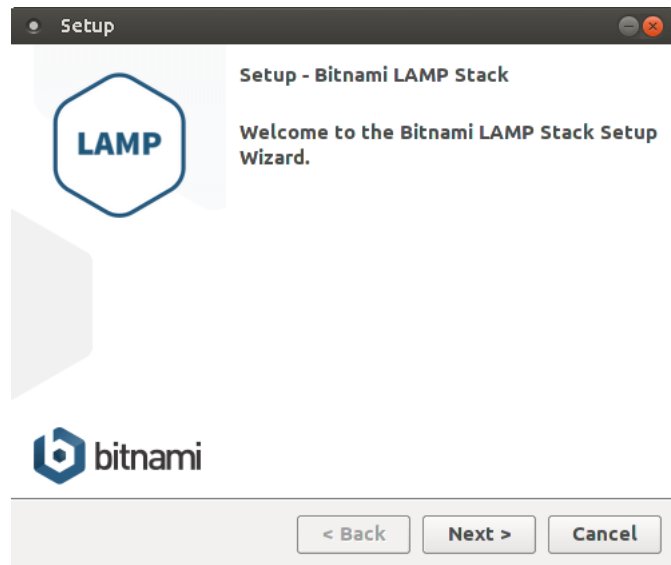 Setup
Setup - Bitnami LAMP Stack
LAMP
Welcome to the Bitnami LAMP Stack Setup
Wizard.
bitnami
< Back
Next >
Cancel